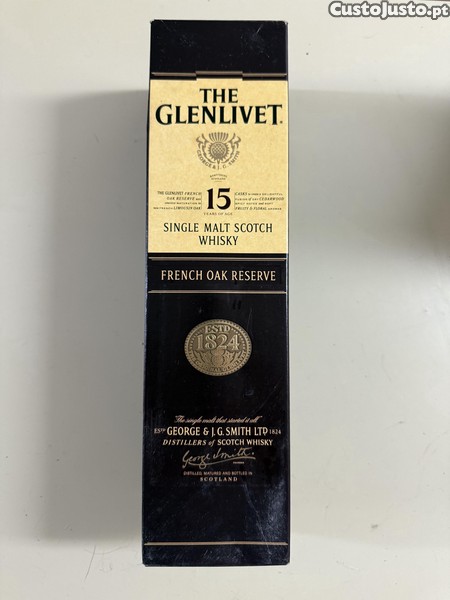 CustoJusto.pt
THE
GLENLIVET
GEORGE & J.G. SMITH
15
YEARS OF AGE
SINGLE MALT SCOTCH
WHISKY
FRENCH OAK RESERVE
ESTD
1824
"The single malt that started it all"
ESTD GEORGE & J.G. SMITH LTD 1824
DISTILLERS of SCOTCH WHISKY
George Smith.
DISTILLED, MATURED AND BOTTLED IN
SCOTLAND